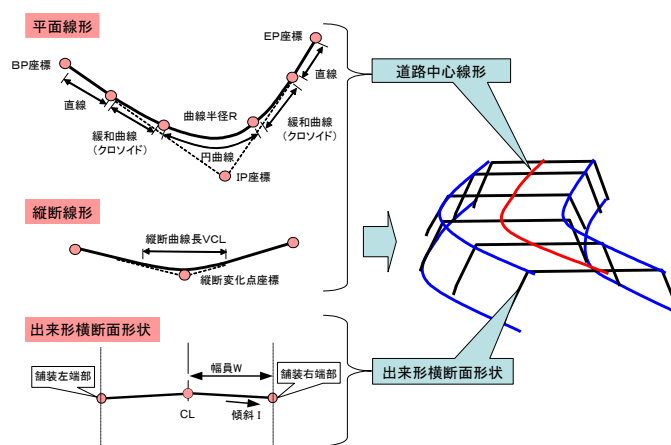 平面線形
EP座標
BP座標
直線
道路中心線形
直線
曲線半径R
緩和曲線
(クロソイド)
緩和曲線
(クロソイド)
円曲線
IP座標
縦断線形
縦断曲線長VCL
縦断変化点座標
出来形横断面形状
幅員W
舗装左端部
舗装右端部
出来形横断面形状
CL
傾斜 I